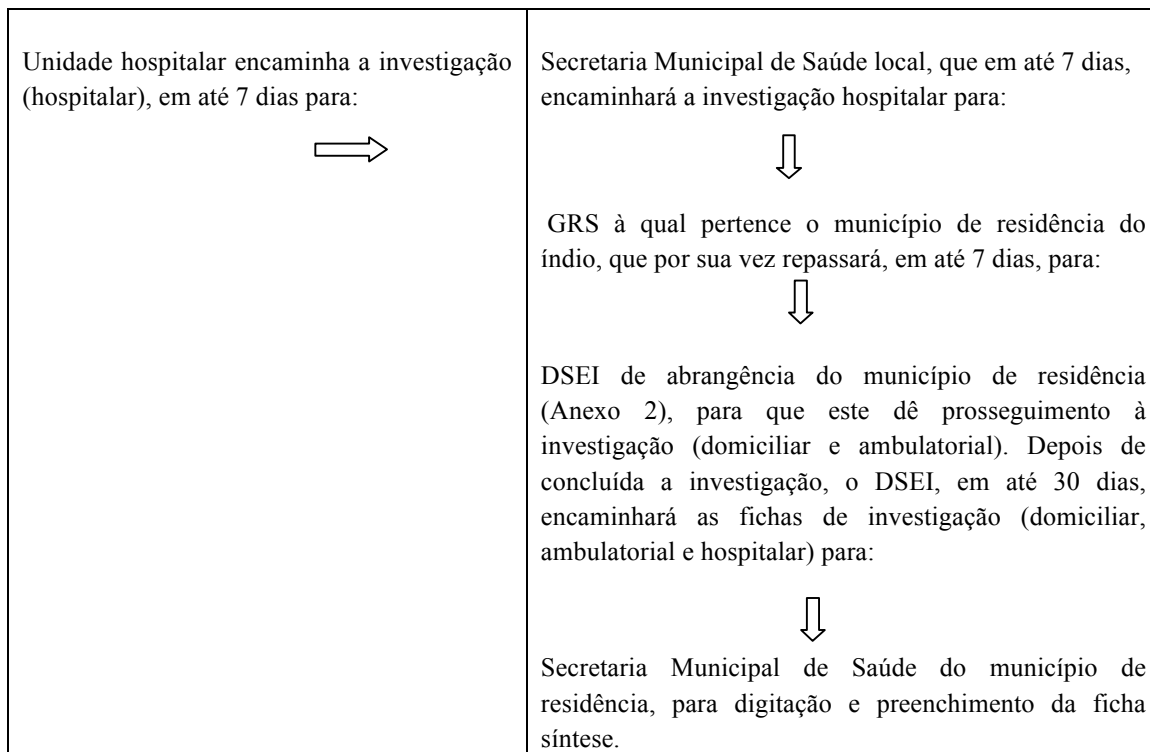 Unidade hospitalar encaminha a investigação
(hospitalar), em até 7 dias para:
Secretaria Municipal de Saúde local, que em até 7 dias,
encaminhará a investigação hospitalar para:
GRS à qual pertence o município de residência do
índio, que por sua vez repassará, em até 7 dias, para:
DSEI de abrangência do município de residência
(Anexo 2), para que este dê prosseguimento à
investigação (domiciliar e ambulatorial). Depois de
concluída a investigação, o DSEI, em até 30 dias,
encaminhará as fichas de investigação (domiciliar,
ambulatorial e hospitalar) para:
Secretaria Municipal de Saúde do município de
residência, para digitação e preenchimento da ficha
síntese.